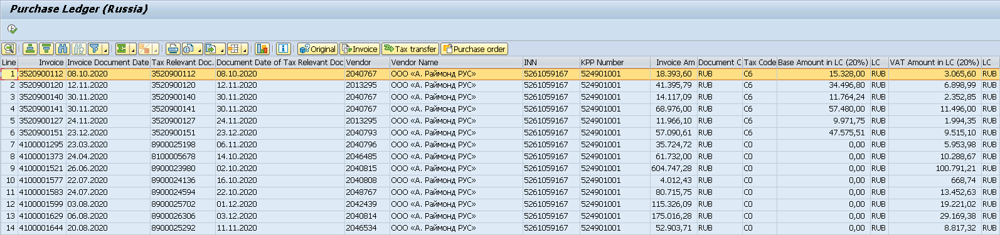 Purchase Ledger (Russia)
Original Invoice Tax transfer Purchase order
Line Invoice Invoice Document Date Tax Relevant Doc. Document Date of Tax Relevant Doc Vendor Vendor Name INN KPP Number Invoice Am Document C Tax Code Base Amount in LC (20%) LC VAT Amount in LC (20%) LC
1 3520900112 08.10.2020 3520900112 08.10.2020 2040767 ООО «А. Раймонд РУС» 5261059167 524901001 18.393,60 RUB C6 15.328,00 RUB 3.065,60 RUB
2 3520900120 12.11.2020 3520900120 12.11.2020 2013295 ООО «А. Раймонд РУС» 5261059167 524901001 41.395,79 RUB C6 34.496,80 RUB 6.898,99 RUB
3 3520900140 30.11.2020 3520900140 30.11.2020 2040767 ООО «А. Раймонд РУС» 5261059167 524901001 14.117,09 RUB C6 11.764,24 RUB 2.352,85 RUB
4 3520900141 30.11.2020 3520900141 30.11.2020 2040767 ООО «А. Раймонд РУС» 5261059167 524901001 68.976,00 RUB C6 57.480,00 RUB 11.496,00 RUB
5 3520900127 24.11.2020 3520900127 24.11.2020 2013295 ООО «А. Раймонд РУС» 5261059167 524901001 11.966,10 RUB C6 9.971,75 RUB 1.994,35 RUB
6 3520900151 23.12.2020 3520900151 23.12.2020 2040793 ООО «А. Раймонд РУС» 5261059167 524901001 57.090,61 RUB C6 47.575,51 RUB 9.515,10 RUB
7 4100001295 23.03.2020 8900025198 06.11.2020 2040796 ООО «А. Раймонд РУС» 5261059167 524901001 35.724,72 RUB C0 0,00 RUB 5.953,98 RUB
8 4100001373 24.04.2020 8100005678 14.10.2020 2046485 ООО «А. Раймонд РУС» 5261059167 524901001 61.732,00 RUB C0 0,00 RUB 10.288,67 RUB
9 4100001521 26.06.2020 8900023980 02.10.2020 2040815 ООО «А. Раймонд РУС» 5261059167 524901001 604.747,28 RUB C0 0,00 RUB 100.791,21 RUB
10 4100001577 22.07.2020 8900024136 16.10.2020 2040808 ООО «А. Раймонд РУС» 5261059167 524901001 4.012,43 RUB C0 0,00 RUB 668,74 RUB
11 4100001583 24.07.2020 8900024594 22.10.2020 2048767 ООО «А. Раймонд РУС» 5261059167 524901001 80.715,75 RUB C0 0,00 RUB 13.452,63 RUB
12 4100001599 03.08.2020 8900025702 01.12.2020 2042439 ООО «А. Раймонд РУС» 5261059167 524901001 115.326,09 RUB C0 0,00 RUB 19.221,02 RUB
13 4100001629 06.08.2020 8900026306 03.12.2020 2040814 ООО «А. Раймонд РУС» 5261059167 524901001 175.016,28 RUB C0 0,00 RUB 29.169,38 RUB
14 4100001644 20.08.2020 8900025292 11.11.2020 2046534 ООО «А. Раймонд РУС» 5261059167 524901001 52.903,71 RUB C0 0,00 RUB 8.817,32 RUB